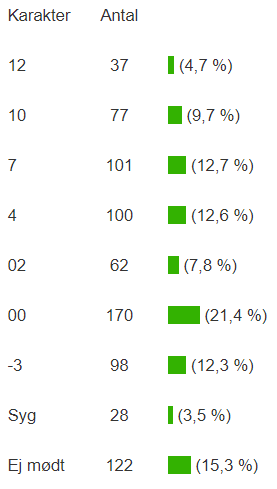 Karakter Antal
12 37 (4,7 %)
10 77 (9,7 %)
7 101 (12,7 %)
4 100 (12,6 %)
02 62 (7,8 %)
00 170 (21,4 %)
-3 98 (12,3 %)
Syg 28 (3,5 %)
Ej mødt 122 (15,3 %)